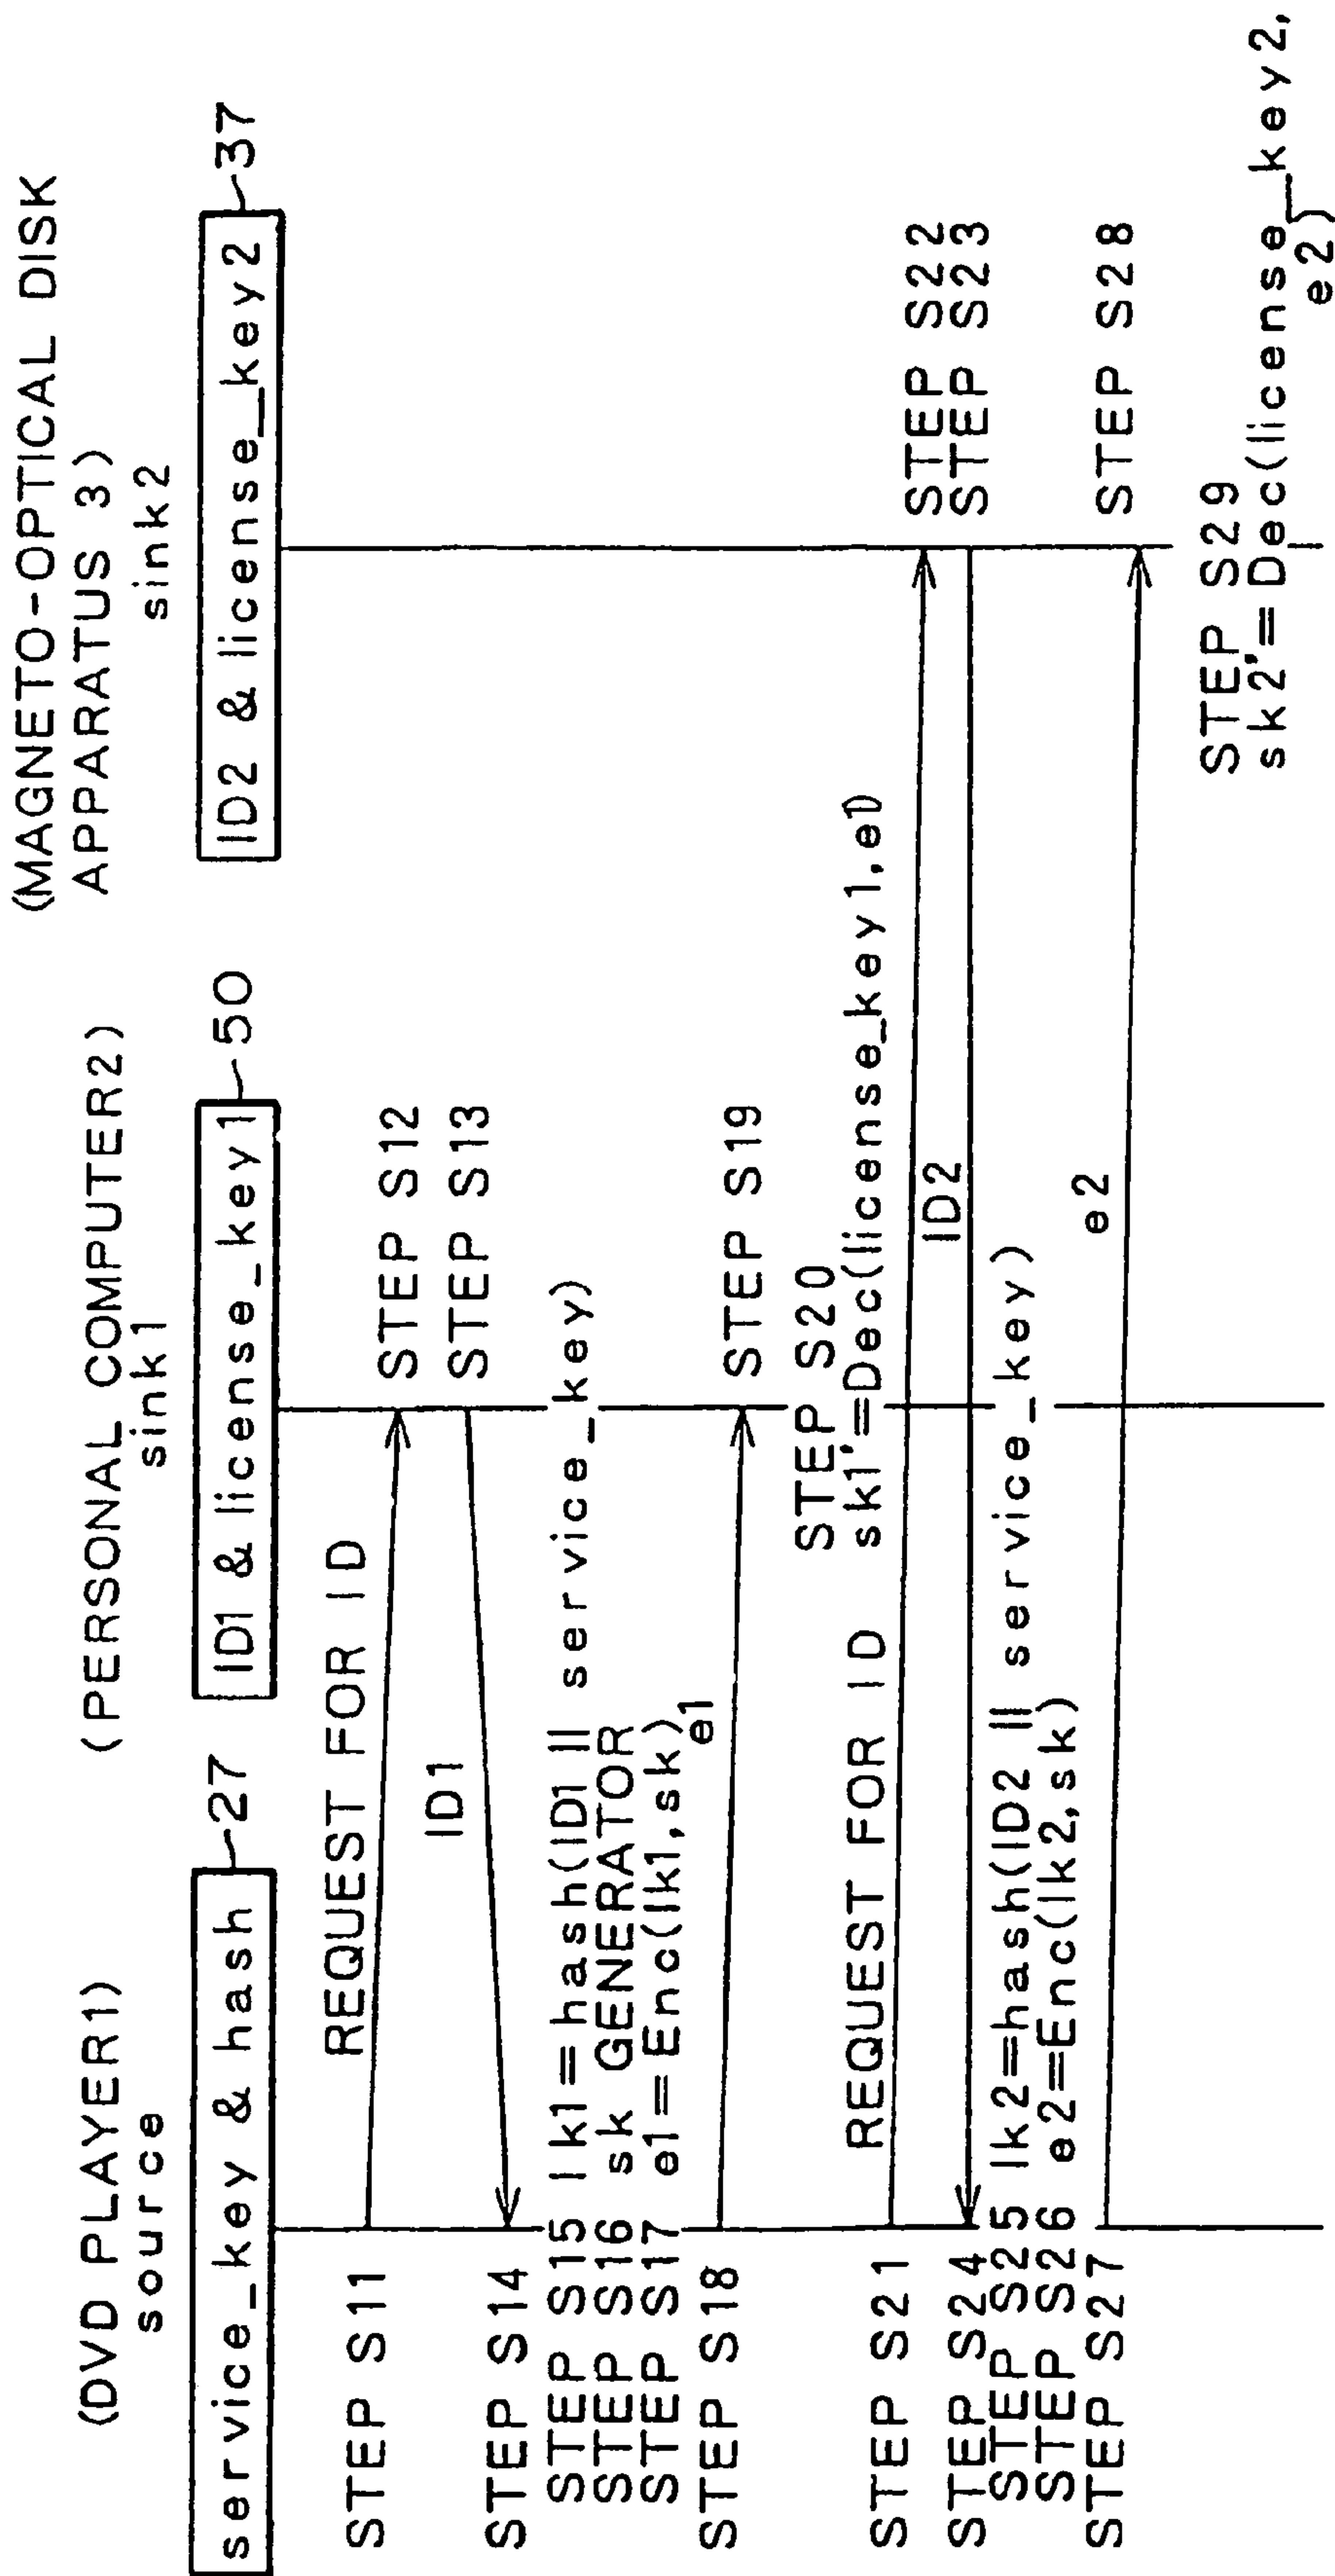 (DVD PLAYER1)
source
service_key & hash
27
(PERSONAL COMPUTER2)
sink1
ID1 & license_key1
50
(MAGNETO-OPTICAL DISK
APPARATUS 3)
sink2
ID2 & license_key2
37
STEP S11
REQUEST FOR ID
STEP S12
ID1
STEP S13
STEP S14
STEP S15 lk1=hash(ID1 || service_key)
STEP S16 sk GENERATOR
STEP S17 e1=Enc(lk1,sk)
STEP S18
e1
STEP S19
STEP S20
sk1'=Dec(license_key1,e1)
STEP S21
REQUEST FOR ID
STEP S22
ID2
STEP S23
STEP S24
STEP S25 lk2=hash(ID2 || service_key)
STEP S26 e2=Enc(lk2,sk)
STEP S27
e2
STEP S28
STEP S29
sk2'=Dec(license_key2,
e2)